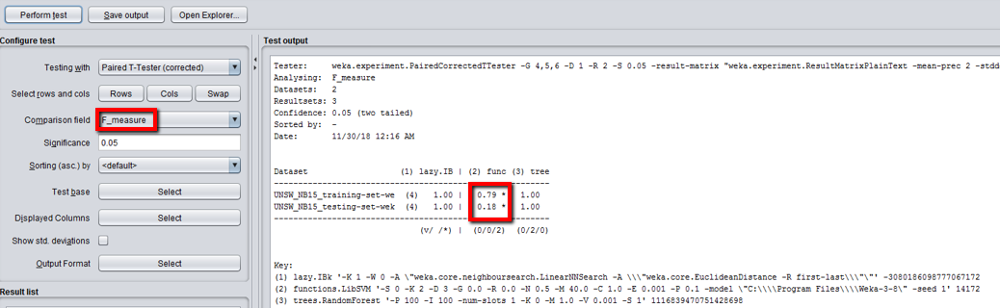 Perform test Save output Open Explorer...
Configure test
Testing with Paired T-Tester (corrected)
Select rows and cols Rows Cols Swap
Comparison field F_measure
Significance 0.05
Sorting (asc.) by <default>
Test base Select
Displayed Columns Select
Show std. deviations
Output Format Select
Result list
Test output
Tester: weka.experiment.PairedCorrectedTTester -G 4,5,6 -D 1 -R 2 -S 0.05 -result-matrix "weka.experiment.ResultMatrixPlainText -mean-prec 2 -stdd
Analysing: F_measure
Datasets: 2
Resultsets: 3
Confidence: 0.05 (two tailed)
Sorted by: -
Date: 11/30/18 12:16 AM
Dataset (1) lazy.IB | (2) func (3) tree
--------------------------------------------------------------
UNSW_NB15_training-set-we (4) 1.00 | 0.79 * 1.00
UNSW_NB15_testing-set-wek (4) 1.00 | 0.18 * 1.00
--------------------------------------------------------------
(v/ /*) | (0/0/2) (0/2/0)
Key:
(1) lazy.IBk '-K 1 -W 0 -A \"weka.core.neighboursearch.LinearNNSearch -A \\\"weka.core.EuclideanDistance -R first-last\\\"\"' -3080186098777067172
(2) functions.LibSVM '-S 0 -K 2 -D 3 -G 0.0 -R 0.0 -N 0.5 -M 40.0 -C 1.0 -E 0.001 -P 0.1 -model \"C:\\\\Program Files\\\\Weka-3-8\" -seed 1' 14172
(3) trees.RandomForest '-P 100 -I 100 -num-slots 1 -K 0 -M 1.0 -V 0.001 -S 1' 1116839470751428698